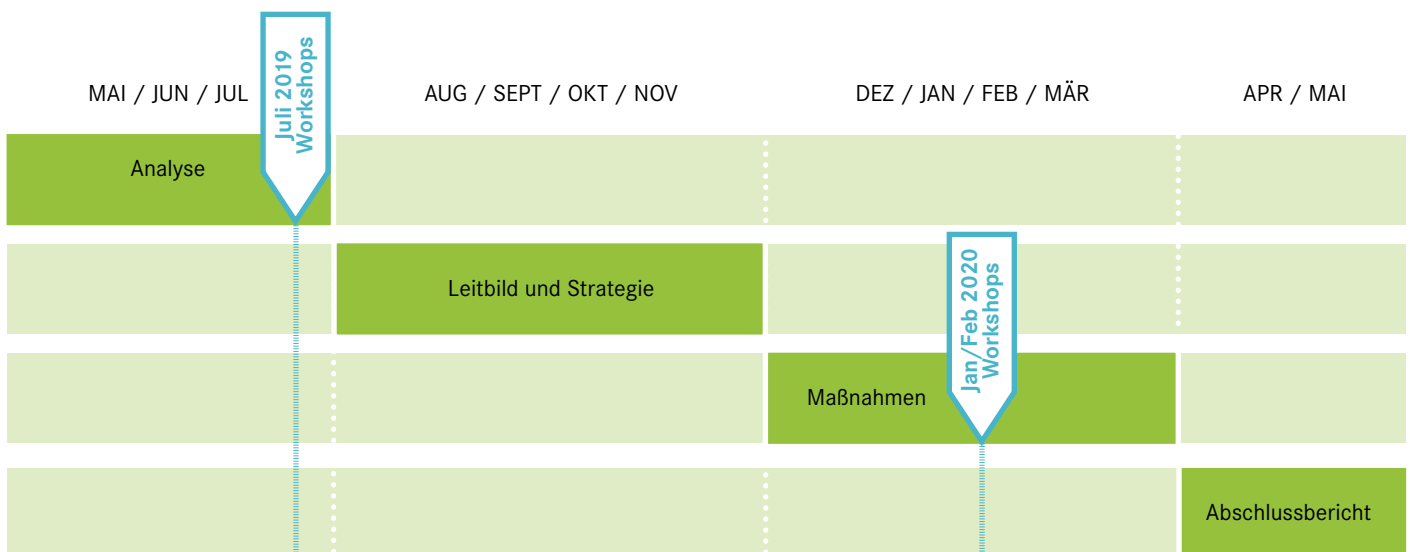 MAI / JUN / JUL
Juli 2019
Workshops
AUG / SEPT / OKT / NOV
DEZ / JAN / FEB / MÄR
APR / MAI
Analyse
Leitbild und Strategie
Jan/Feb 2020
Workshops
Maßnahmen
Abschlussbericht